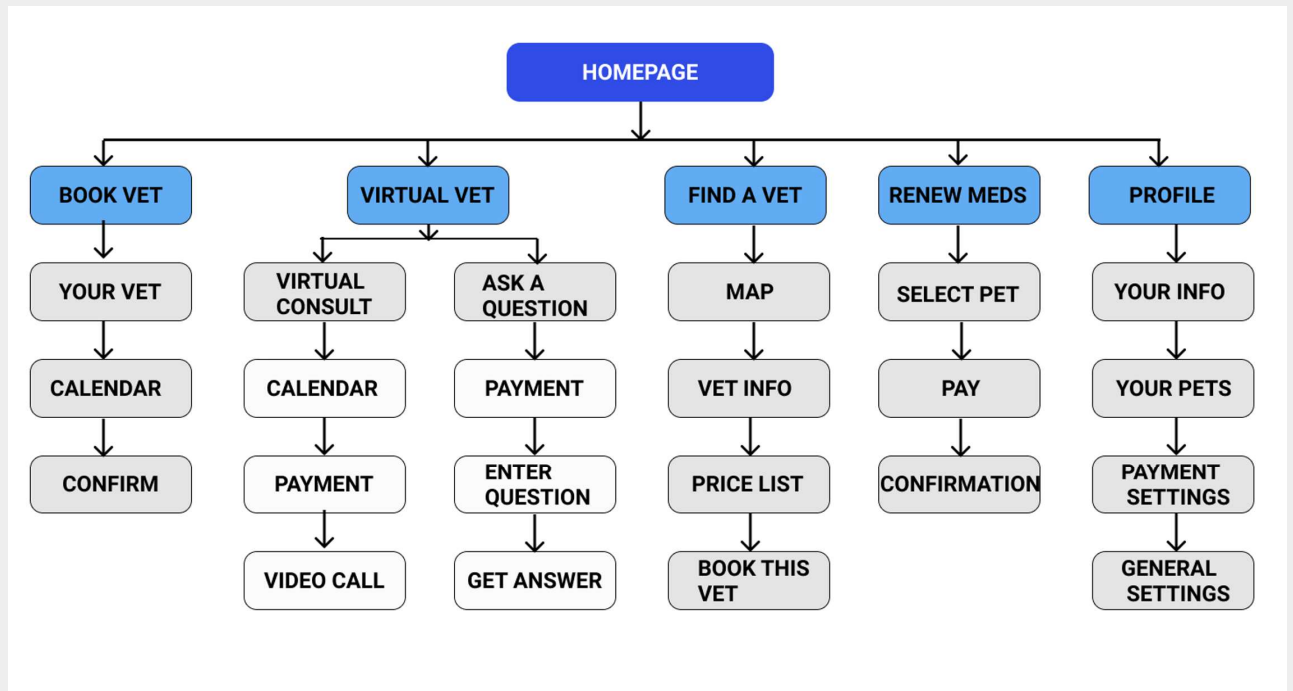 HOMEPAGE
BOOK VET
VIRTUAL VET
FIND A VET
RENEW MEDS
PROFILE
YOUR VET
VIRTUAL
CONSULT
ASK A
QUESTION
MAP
SELECT PET
YOUR INFO
CALENDAR
CALENDAR
PAYMENT
VET INFO
PAY
YOUR PETS
CONFIRM
PAYMENT
ENTER
QUESTION
PRICE LIST
CONFIRMATION
PAYMENT
SETTINGS
VIDEO CALL
GET ANSWER
BOOK THIS
VET
GENERAL
SETTINGS